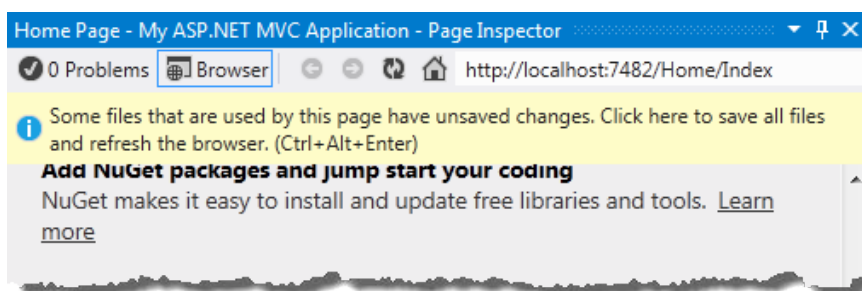 Home Page - My ASP.NET MVC Application - Page Inspector
0 Problems Browser http://localhost:7482/Home/Index
Some files that are used by this page have unsaved changes. Click here to save all files
and refresh the browser. (Ctrl+Alt+Enter)
Add NuGet packages and jump start your coding
NuGet makes it easy to install and update free libraries and tools. Learn
more